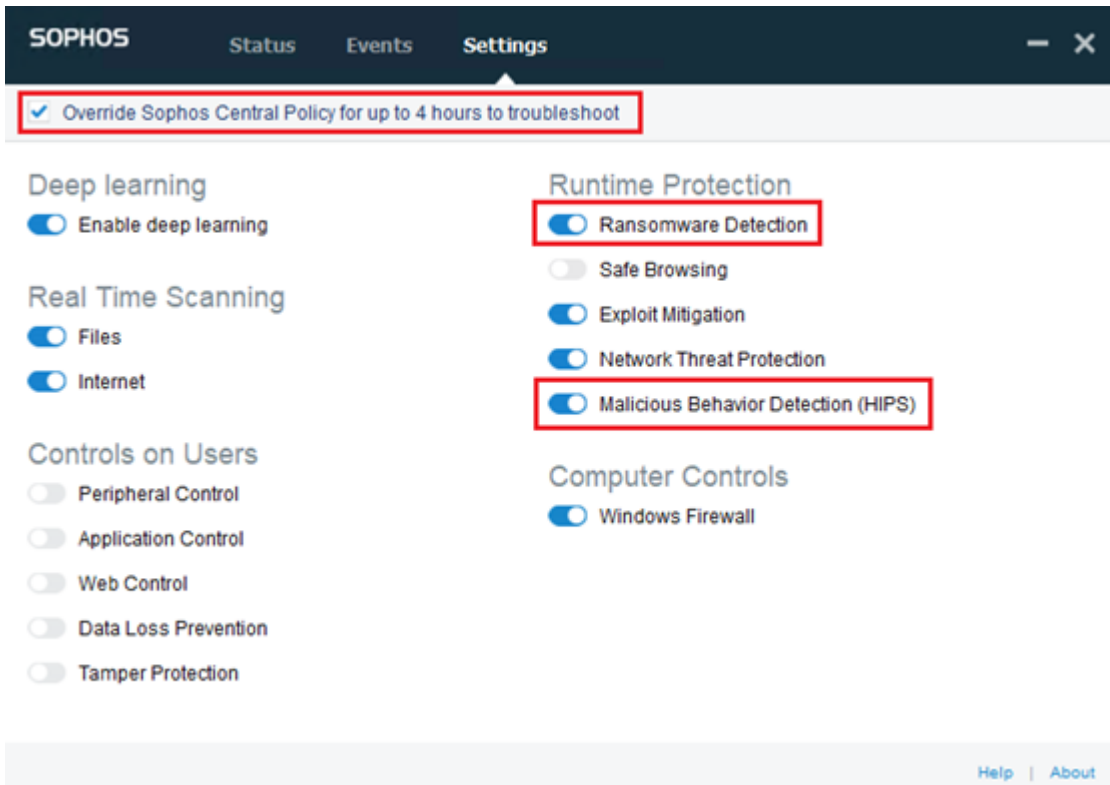 SOPHOS
Status Events Settings
Override Sophos Central Policy for up to 4 hours to troubleshoot
Deep learning
Enable deep learning
Real Time Scanning
Files
Internet
Controls on Users
Peripheral Control
Application Control
Web Control
Data Loss Prevention
Tamper Protection
Runtime Protection
Ransomware Detection
Safe Browsing
Exploit Mitigation
Network Threat Protection
Malicious Behavior Detection (HIPS)
Computer Controls
Windows Firewall
Help | About